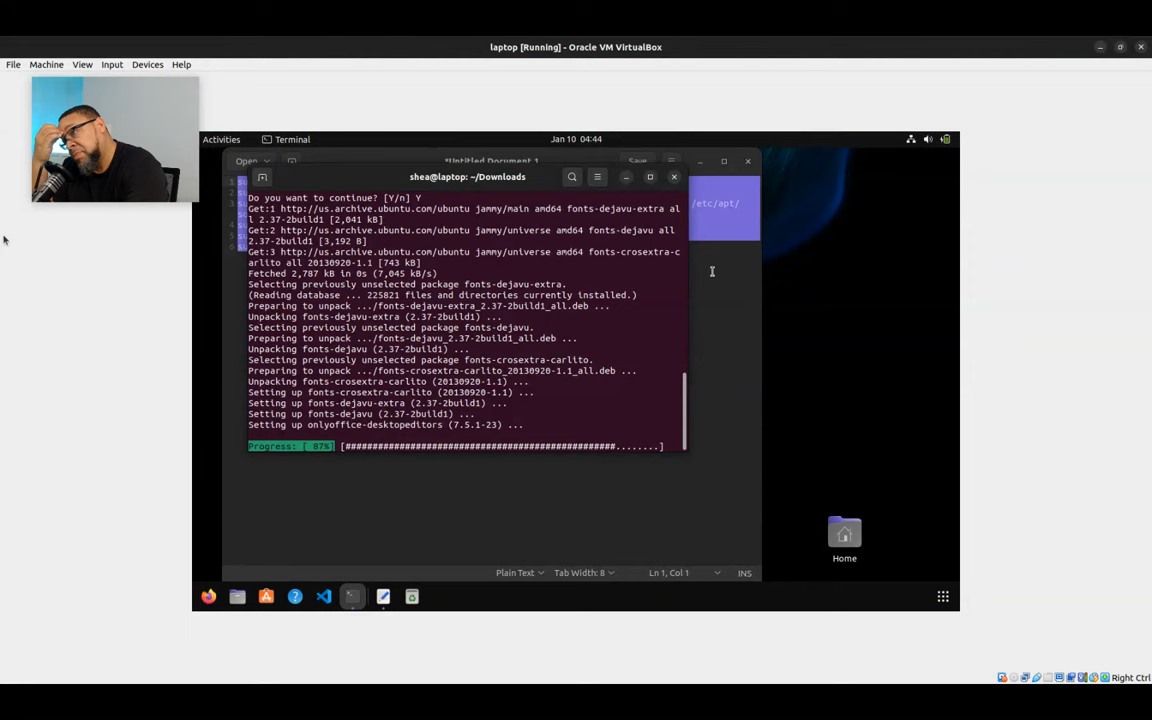 laptop [Running] - Oracle VM VirtualBox
File Machine View Input Devices Help
Activities Terminal Jan 10 04:44
Open *Untitled Document 1 Save
shea@laptop: ~/Downloads
1
2
3 /etc/apt/
4
5
6
Do you want to continue? [Y/n] Y
Get:1 http://us.archive.ubuntu.com/ubuntu jammy/main amd64 fonts-dejavu-extra al
l 2.37-2build1 [2,041 kB]
Get:2 http://us.archive.ubuntu.com/ubuntu jammy/universe amd64 fonts-dejavu all
2.37-2build1 [3,192 B]
Get:3 http://us.archive.ubuntu.com/ubuntu jammy/universe amd64 fonts-crosextra-c
arlito all 20130920-1.1 [743 kB]
Fetched 2,787 kB in 0s (7,045 kB/s)
Selecting previously unselected package fonts-dejavu-extra.
(Reading database ... 225821 files and directories currently installed.)
Preparing to unpack .../fonts-dejavu-extra_2.37-2build1_all.deb ...
Unpacking fonts-dejavu-extra (2.37-2build1) ...
Selecting previously unselected package fonts-dejavu.
Preparing to unpack .../fonts-dejavu_2.37-2build1_all.deb ...
Unpacking fonts-dejavu (2.37-2build1) ...
Selecting previously unselected package fonts-crosextra-carlito.
Preparing to unpack .../fonts-crosextra-carlito_20130920-1.1_all.deb ...
Unpacking fonts-crosextra-carlito (20130920-1.1) ...
Setting up fonts-crosextra-carlito (20130920-1.1) ...
Setting up fonts-dejavu-extra (2.37-2build1) ...
Setting up fonts-dejavu (2.37-2build1) ...
Setting up onlyoffice-desktopeditors (7.5.1-23) ...
Progress: [ 87%] [##################################################........]
Home
Plain Text Tab Width: 8 Ln 1, Col 1 INS
Right Ctrl